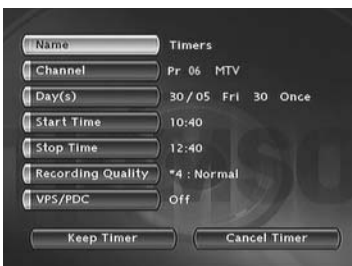 Name Timers
Channel Pr 06 MTV
Day(s) 30/05 Fri 30 Once
Start Time 10:40
Stop Time 12:40
Recording Quality *4 : Normal
VPS/PDC Off
Keep Timer Cancel Timer